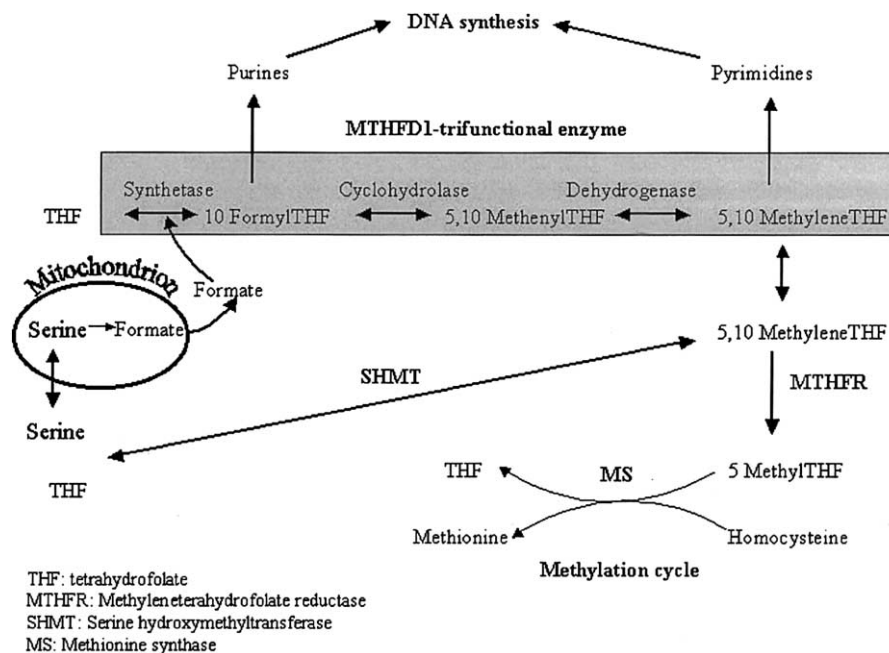 DNA synthesis
Purines
Pyrimidines
MTHFD1-trifunctional enzyme
Synthetase
Cyclohydrolase
Dehydrogenase
THF
10 FormylTHF
5,10 MethenylTHF
5,10 MethyleneTHF
Mitochondrion
Formate
Serine
Formate
5,10 MethyleneTHF
SHMT
MTHFR
Serine
THF
THF
MS
5 MethylTHF
Methionine
Homocysteine
Methylation cycle
THF: tetrahydrofolate
MTHFR: Methyleneterahydrofolate reductase
SHMT: Serine hydroxymethyltransferase
MS: Methionine synthase